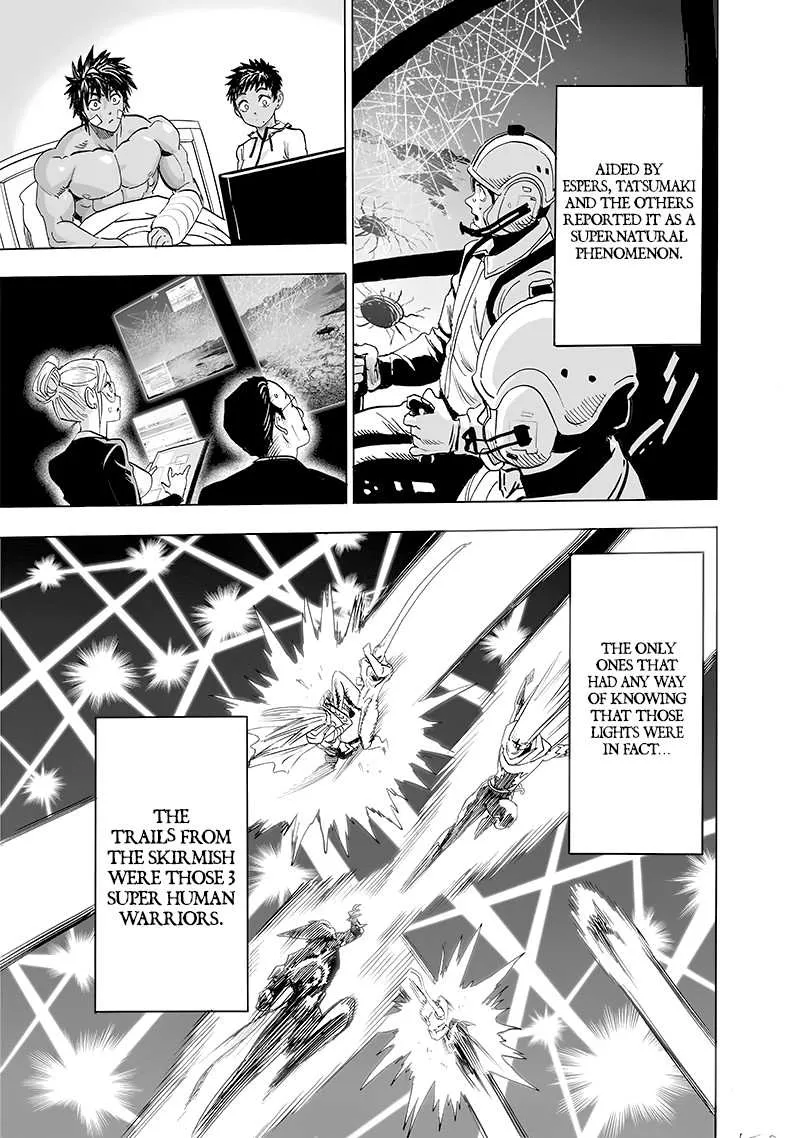 AIDED BY
ESPERS, TATSUMAKI
AND THE OTHERS
REPORTED IT AS A
SUPERNATURAL
PHENOMENON.
THE ONLY
ONES THAT
HAD ANY WAY
OF KNOWING
THAT THOSE
LIGHTS WERE
IN FACT...
THE
TRAILS FROM
THE SKIRMISH
WERE THOSE 3
SUPER HUMAN
WARRIORS.